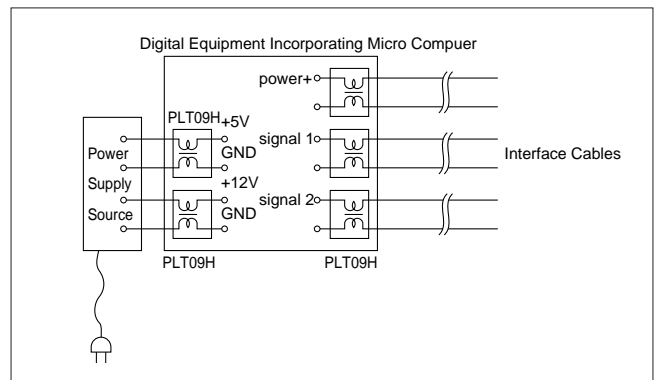 Digital Equipment Incorporating Micro Compuer
power+
PLT09H
+5V
signal 1
Power
GND
Interface Cables
Supply
+12V
signal 2
Source
GND
PLT09H
PLT09H